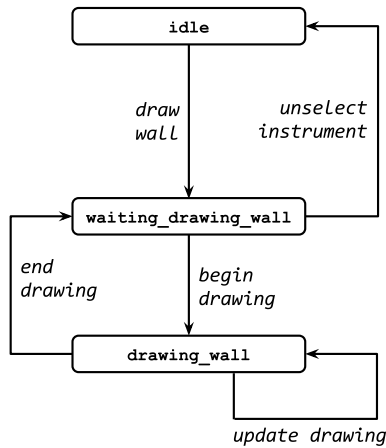 idle
draw
wall
unselect
instrument
waiting_drawing_wall
end
drawing
begin
drawing
drawing_wall
update drawing